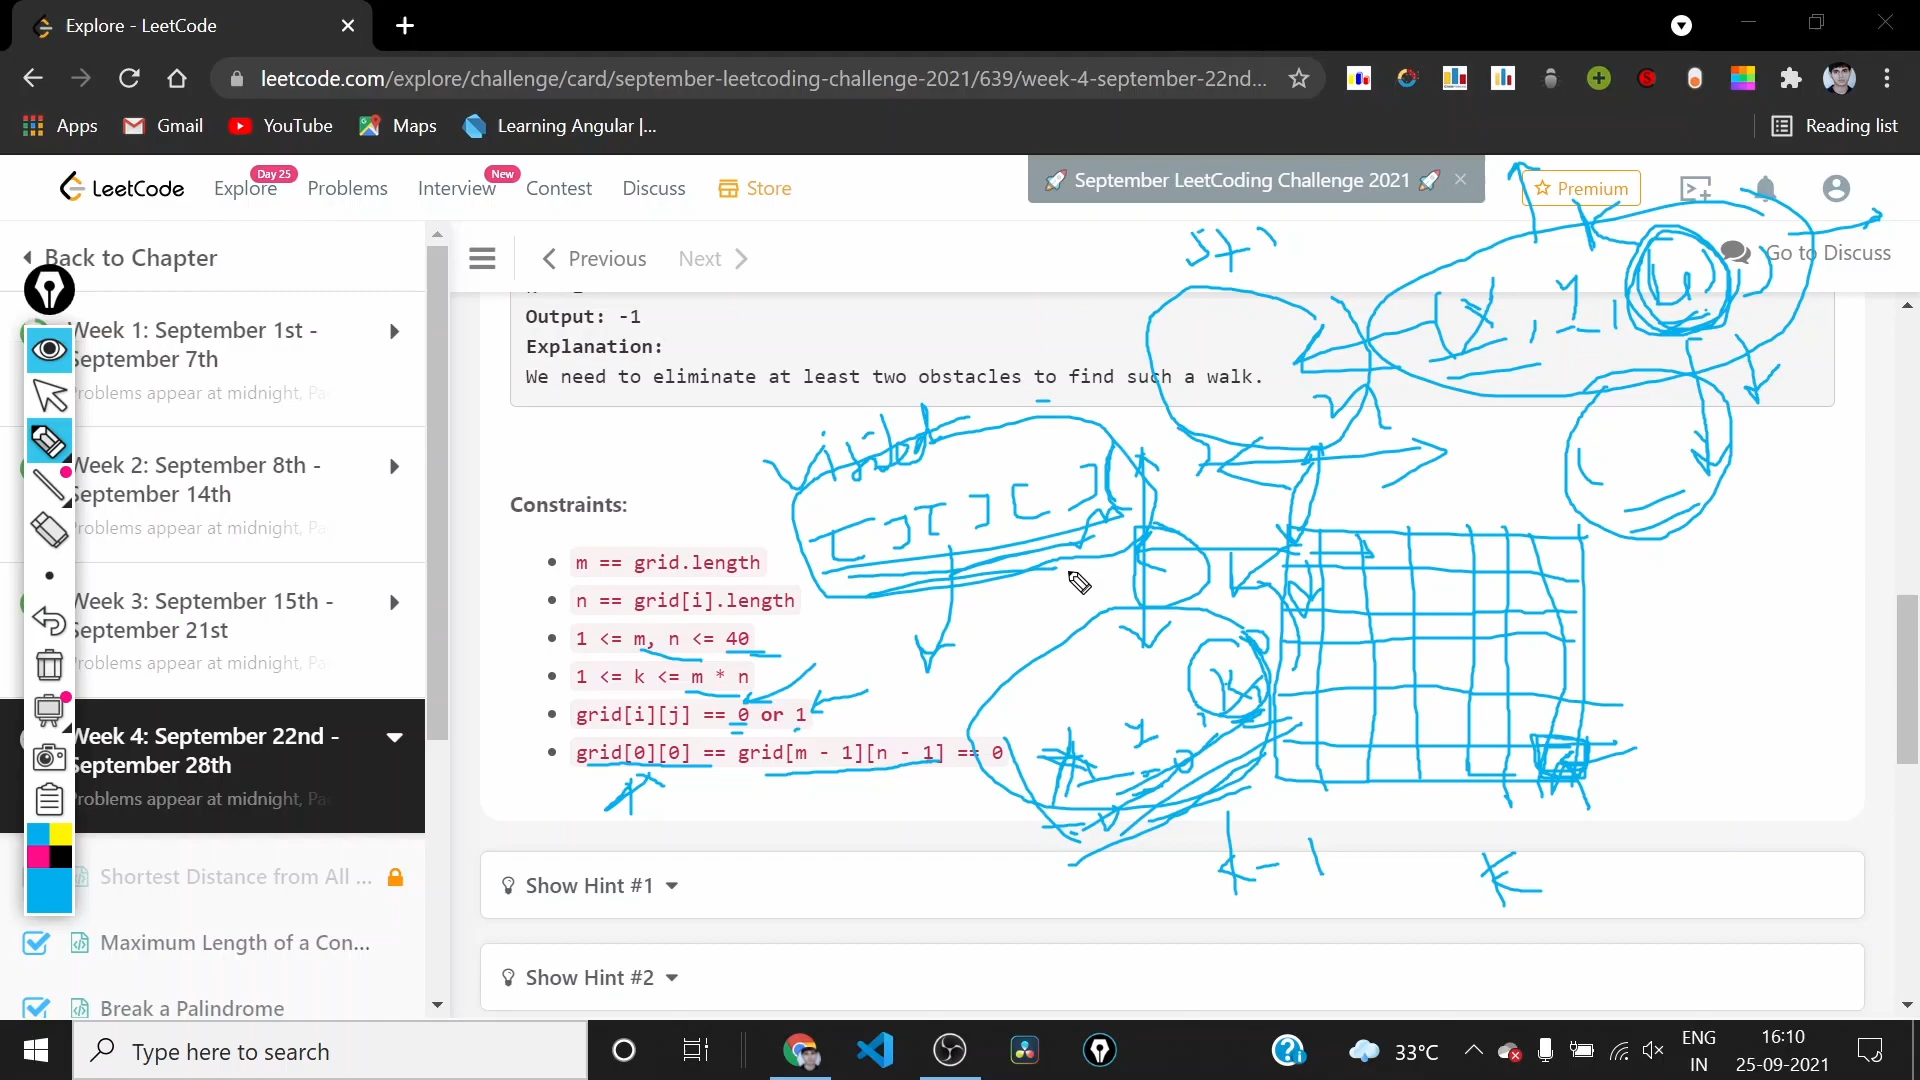 Explore - LeetCode
leetcode.com/explore/challenge/card/september-leetcoding-challenge-2021/639/week-4-september-22nd...
Apps Gmail YouTube Maps Learning Angular |... Reading list
LeetCode Explore Day 25 Problems Interview New Contest Discuss Store
🚀 September LeetCoding Challenge 2021 🚀 ×
Premium
Back to Chapter
Previous Next Go to Discuss
Week 1: September 1st -
September 7th
Problems appear at midnight, Pa
Week 2: September 8th -
September 14th
Problems appear at midnight, Pa
Week 3: September 15th -
September 21st
Problems appear at midnight, Pa
Week 4: September 22nd -
September 28th
Problems appear at midnight, Pa
Shortest Distance from All ...
Maximum Length of a Con...
Break a Palindrome
Output: -1
Explanation:
We need to eliminate at least two obstacles to find such a walk.
Constraints:
m == grid.length
n == grid[i].length
1 <= m, n <= 40
1 <= k <= m * n
grid[i][j] == 0 or 1
grid[0][0] == grid[m - 1][n - 1] == 0
visited
[ ] [ ] [ ]
k - 1
k
Show Hint #1
Show Hint #2
Type here to search
33°C
ENG
IN
16:10
25-09-2021